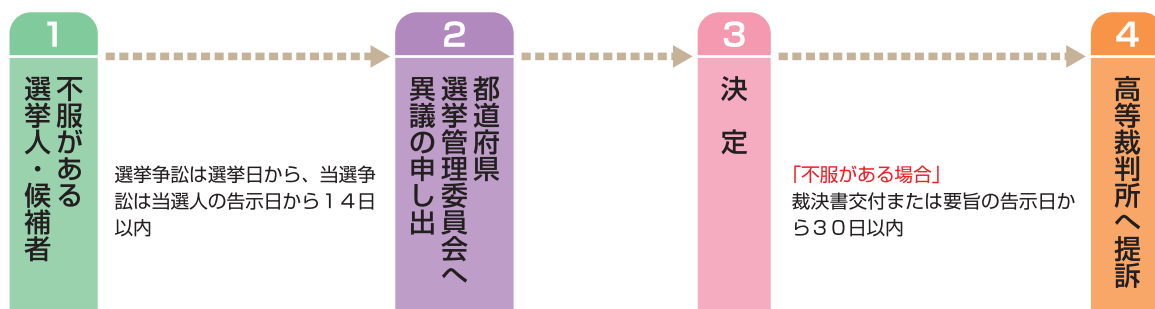 1
不服がある
選挙人・候補者
選挙争訟は選挙日から、当選争
訟は当選人の告示日から１４日
以内
2
都道府県
選挙管理委員会へ
異議の申し出
3
決定
「不服がある場合」
裁決書交付または要旨の告示日か
ら３０日以内
4
高等裁判所へ提訴